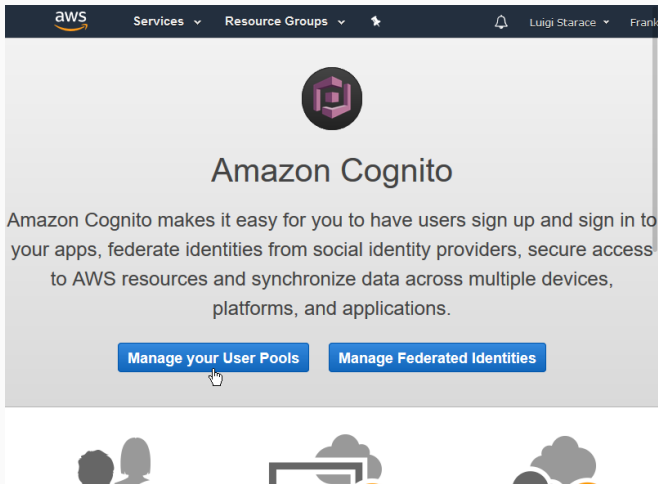 aws Services Resource Groups Luigi Starace Frank
Amazon Cognito
Amazon Cognito makes it easy for you to have users sign up and sign in to
your apps, federate identities from social identity providers, secure access
to AWS resources and synchronize data across multiple devices,
platforms, and applications.
Manage your User Pools Manage Federated Identities